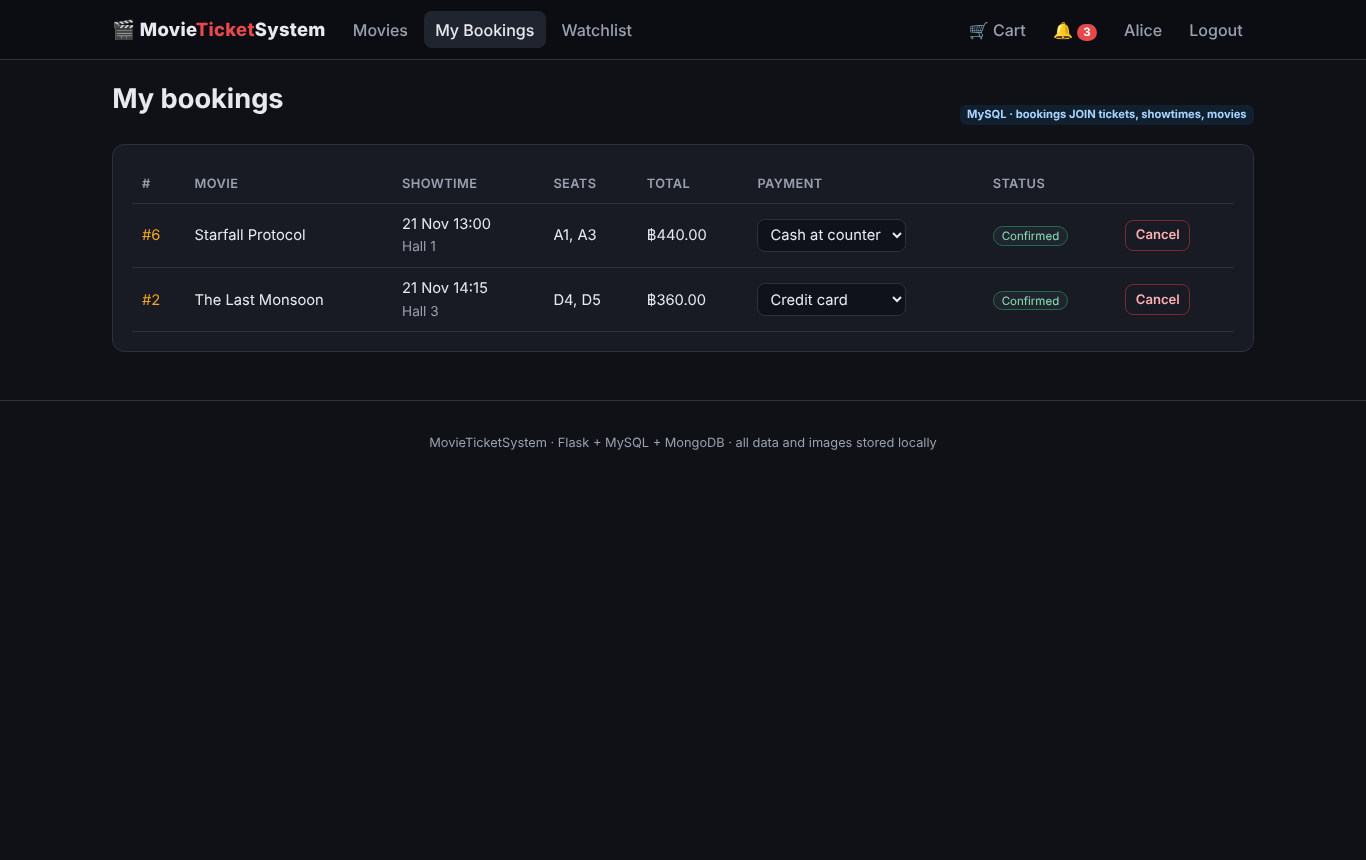 MovieTicketSystem Movies My Bookings Watchlist Cart 3 Alice Logout
My bookings
MySQL · bookings JOIN tickets, showtimes, movies
# MOVIE SHOWTIME SEATS TOTAL PAYMENT STATUS
#6 Starfall Protocol 21 Nov 13:00 Hall 1 A1, A3 ฿440.00 Cash at counter Confirmed Cancel
#2 The Last Monsoon 21 Nov 14:15 Hall 3 D4, D5 ฿360.00 Credit card Confirmed Cancel
MovieTicketSystem · Flask + MySQL + MongoDB · all data and images stored locally